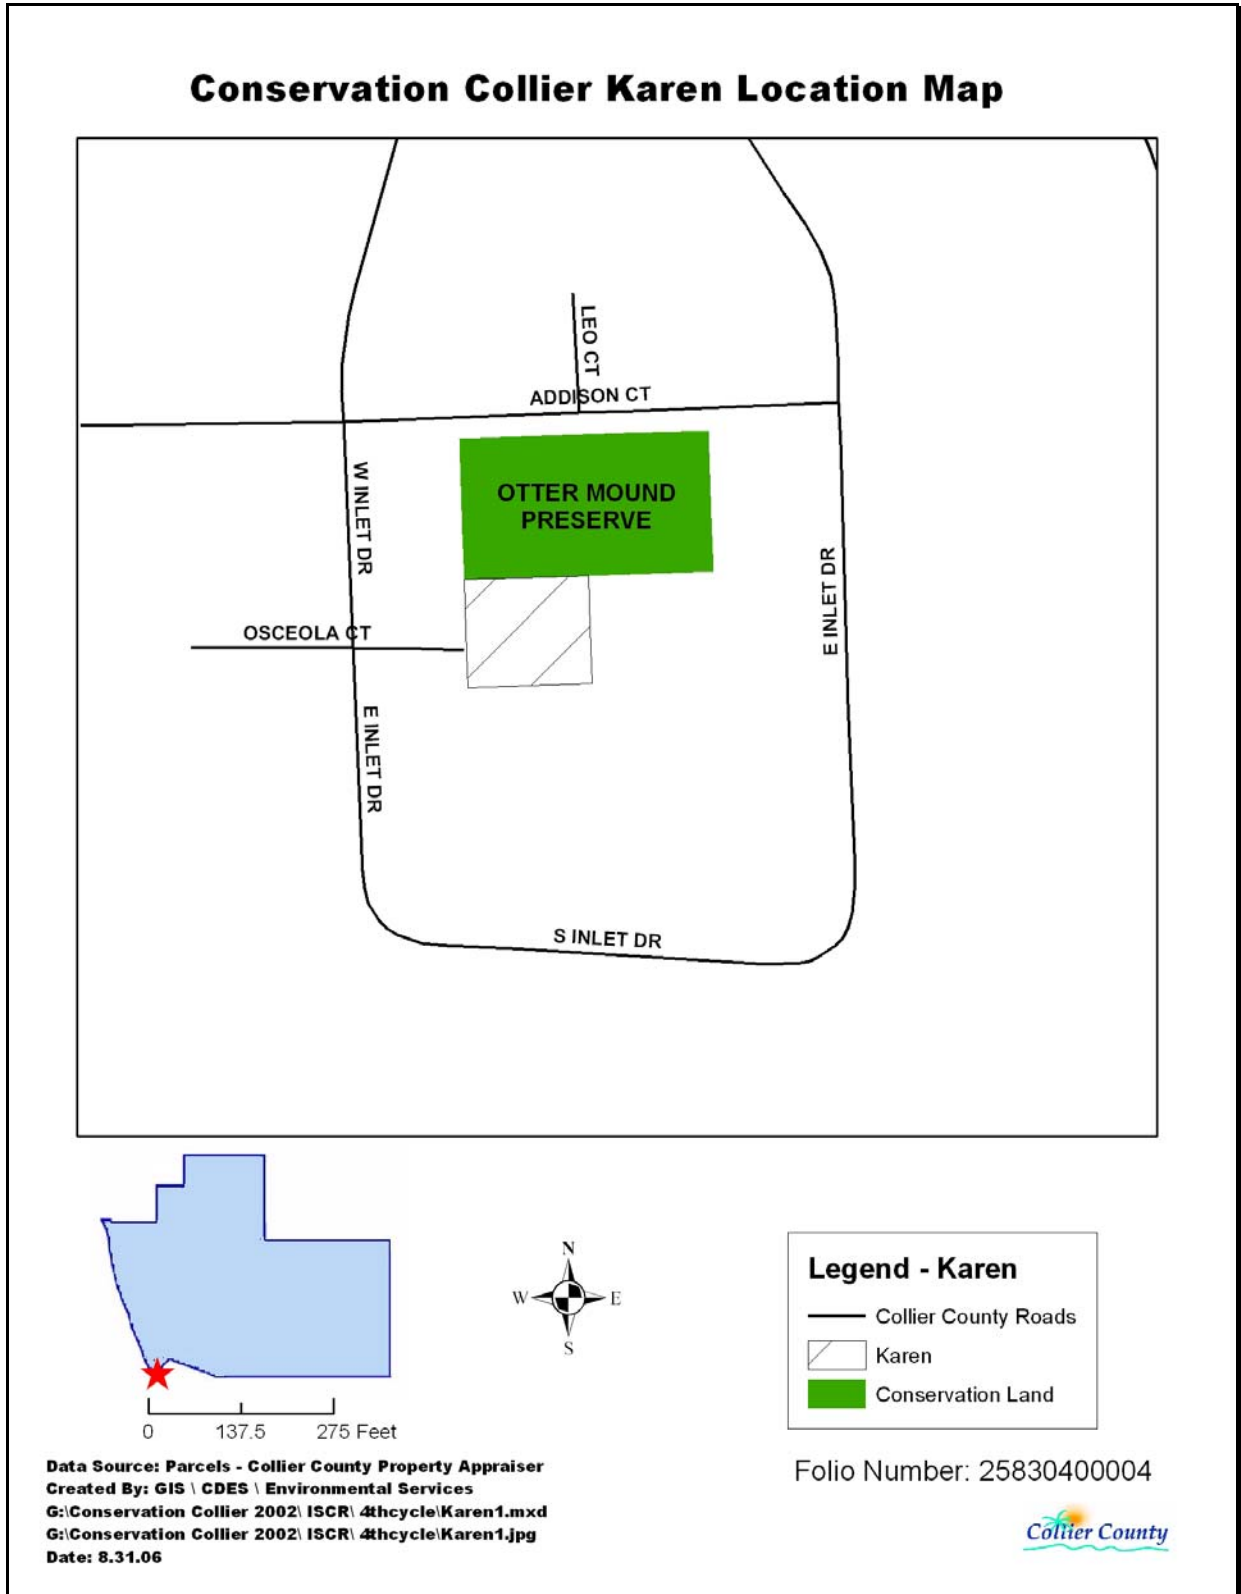 Conservation Collier Karen Location Map
LEO CT
ADDISON CT
W INLET DR
OTTER MOUND
PRESERVE
E INLET DR
OSCEOLA CT
E INLET DR
S INLET DR
N
W E
S
Legend - Karen
Collier County Roads
Karen
Conservation Land
0 137.5 275 Feet
Data Source: Parcels - Collier County Property Appraiser
Created By: GIS \ CDES \ Environmental Services
G:\Conservation Collier 2002\ ISCR\ 4thcycle\Karen1.mxd
G:\Conservation Collier 2002\ ISCR\ 4thcycle\Karen1.jpg
Date: 8.31.06
Folio Number: 25830400004
Collier County